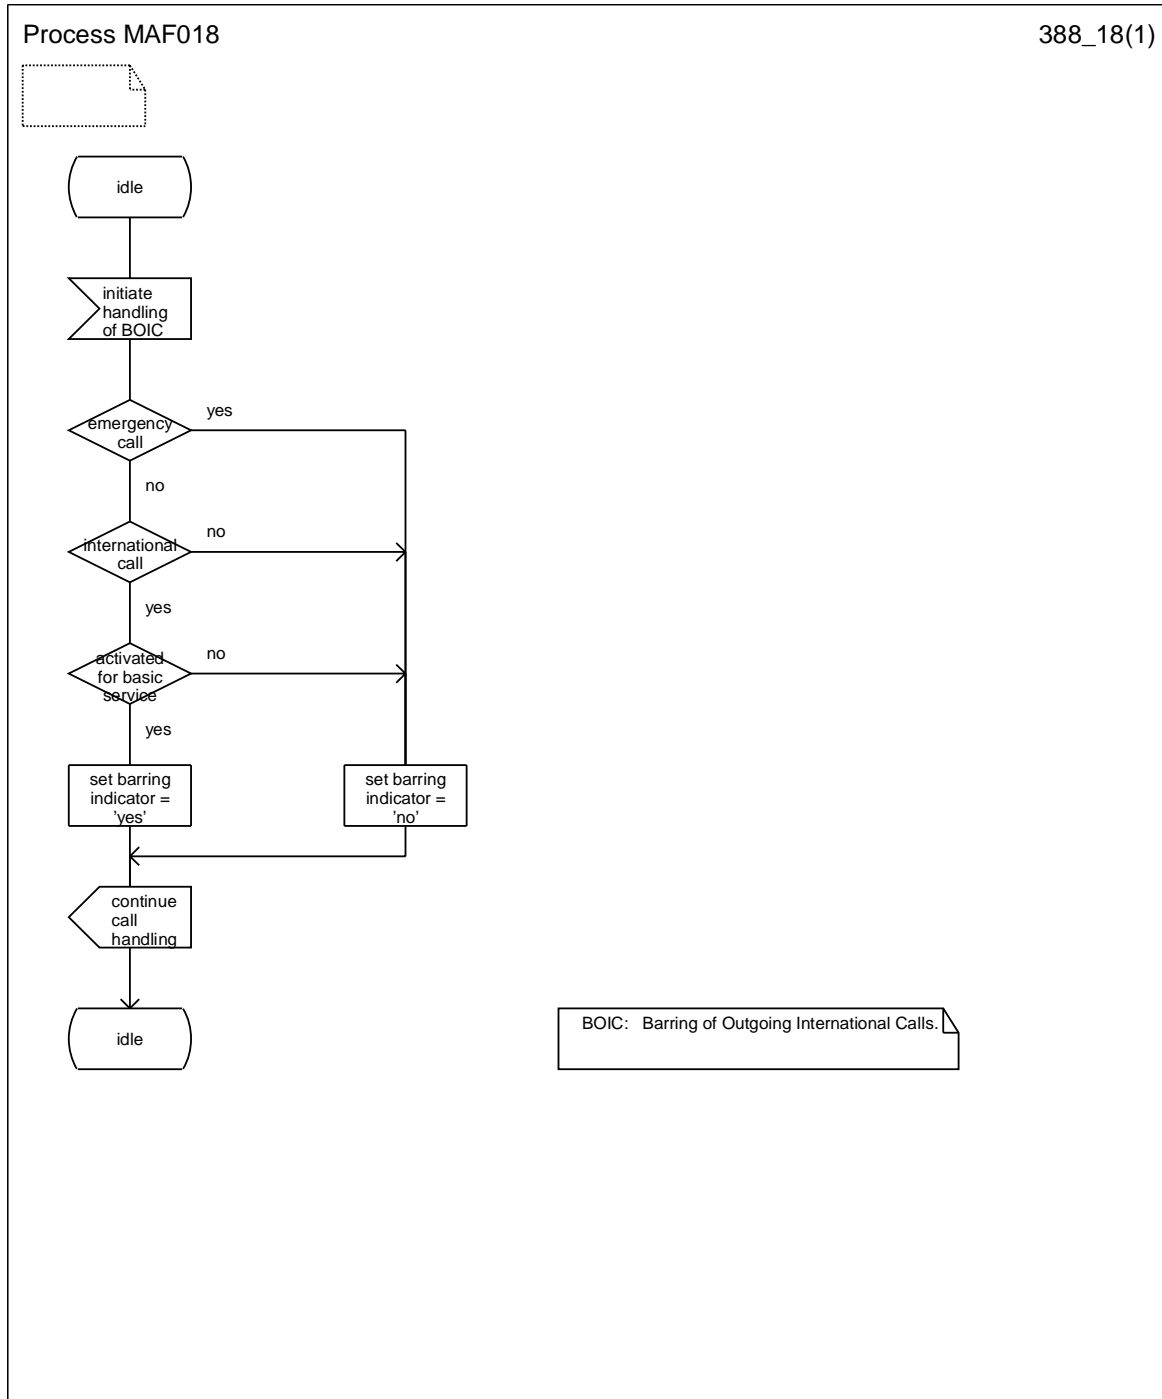 Process MAF018
388_18(1)
idle
initiate
handling
of BOIC
emergency
call
yes
no
international
call
no
yes
activated
for basic
service
no
yes
set barring
indicator =
'yes'
set barring
indicator =
'no'
continue
call
handling
idle
BOIC: Barring of Outgoing International Calls.